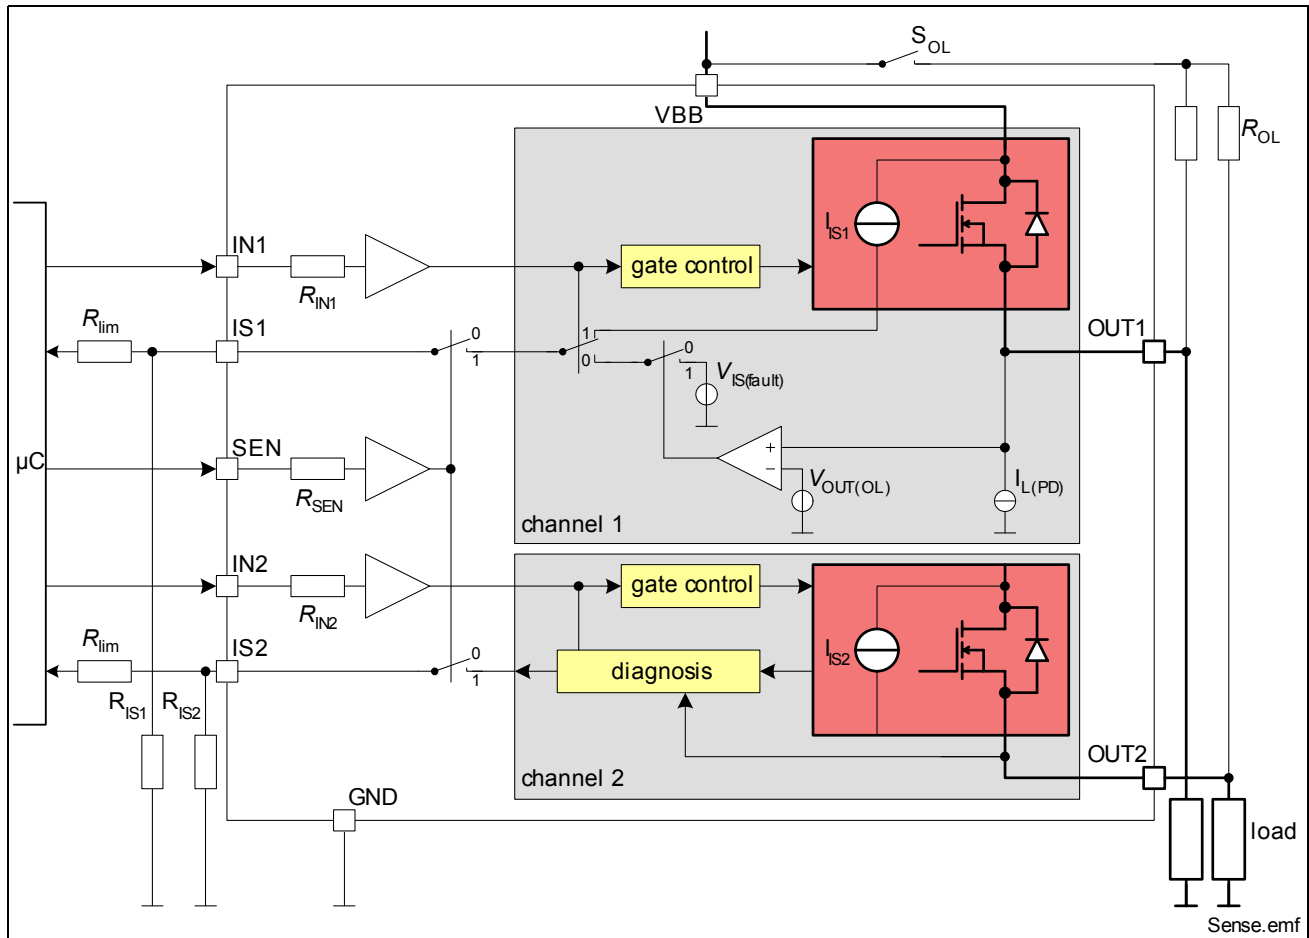 S_OL
VBB
R_OL
IN1
R_IN1
gate control
I_IS1
R_lim
IS1
0
1
1
0
0
1
V_IS(fault)
OUT1
µC
SEN
R_SEN
+
−
V_OUT(OL)
I_L(PD)
channel 1
IN2
R_IN2
gate control
I_IS2
R_lim
IS2
0
1
diagnosis
R_IS1
R_IS2
channel 2
OUT2
GND
load
Sense.emf